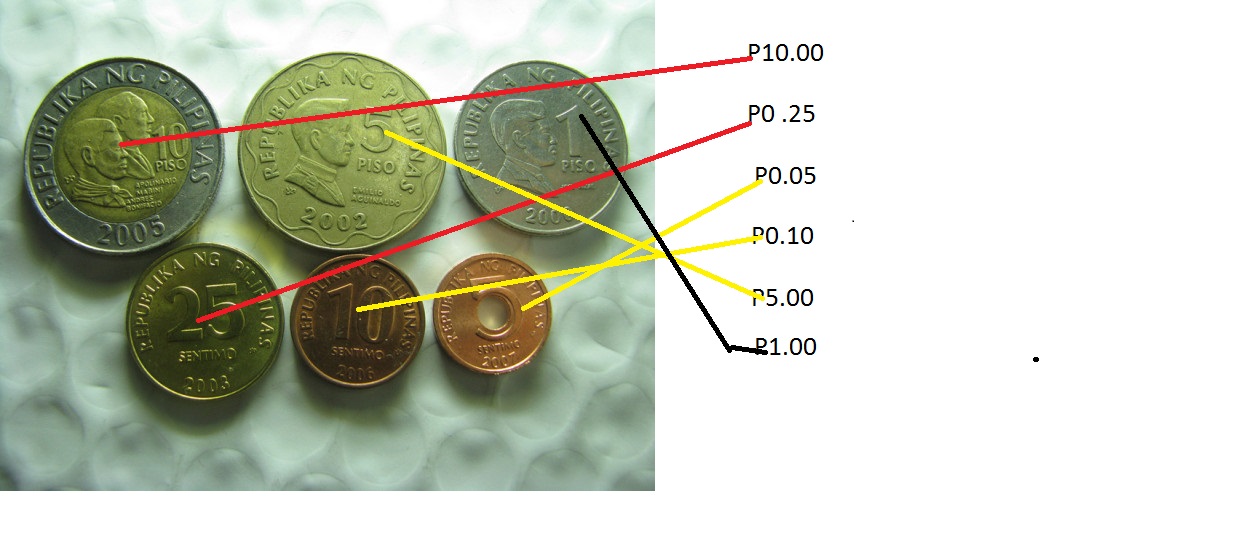 REPUBLIKA NG PILIPINAS
10
PISO
APOLINARIO
MABINI
ANDRES
BONIFACIO
2005
REPUBLIKA NG PILIPINAS
5
PISO
EMILIO
AGUINALDO
2002
REPUBLIKA NG PILIPINAS
1
PISO
REPUBLIKA NG PILIPINAS
25
SENTIMO
2003
REPUBLIKA NG PILIPINAS
10
SENTIMO
2006
REPUBLIKA NG PILIPINAS
5
SENTIMO
2007
P10.00
P0 .25
P0.05
P0.10
P5.00
P1.00